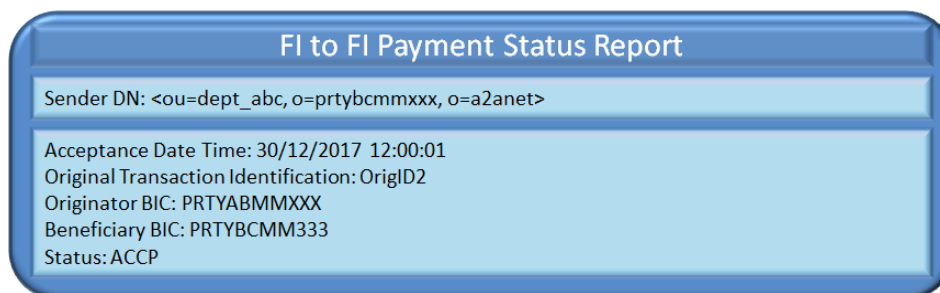 FI to FI Payment Status Report
Sender DN: <ou=dept_abc, o=prtybcmmxxx, o=a2anet>
Acceptance Date Time: 30/12/2017 12:00:01
Original Transaction Identification: OrigID2
Originator BIC: PRTYABMMXXX
Beneficiary BIC: PRTYBCMM333
Status: ACCP